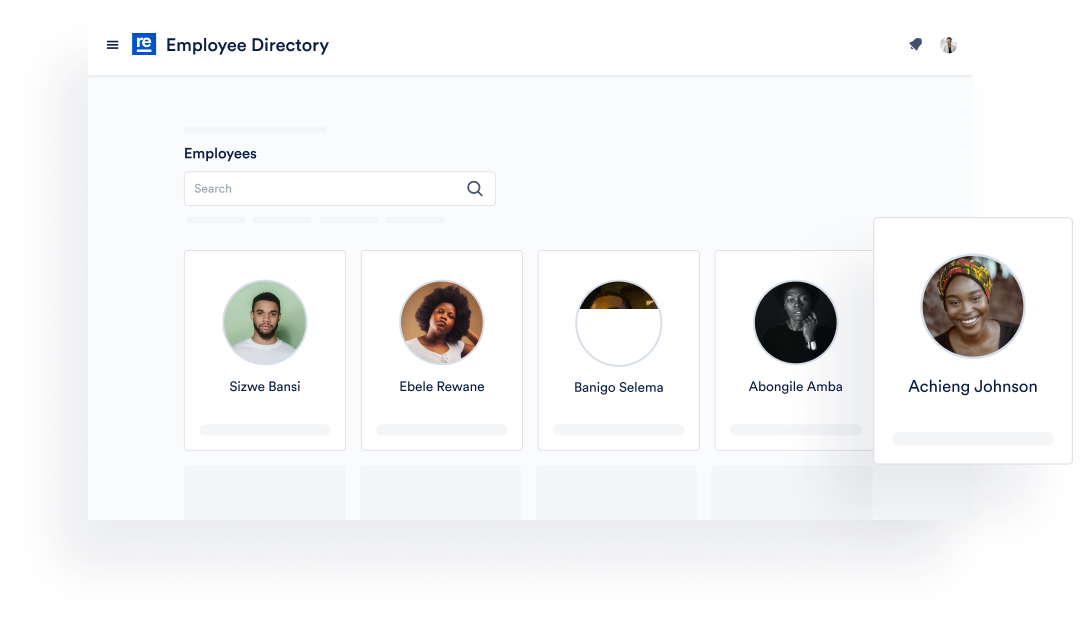 re
Employee Directory
Employees
Search
Sizwe Bansi
Ebele Rewane
Banigo Selema
Abongile Amba
Achieng Johnson